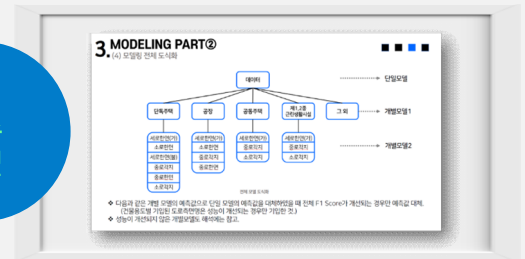 3. MODELING PART②
(4) 모델링 전체 도식화
데이터
단일모델
단독주택
공장
공동주택
제1,2종
근린생활시설
그 외
개별모델1
세로한면(가)
세로한면(가)
세로한면(가)
세로한면(가)
개별모델2
소로한면
소로한면
중로각지
중로각지
세로한면(불)
중로각지
소로각지
소로각지
중로각지
중로한면
중로한면
소로각지
전체 모델 도식화
❖ 다음과 같은 개별 모델의 예측값으로 단일 모델의 예측값을 대체하였을 때 전체 F1 Score가 개선되는 경우만 예측값 대체.
(건물용도별 기입된 도로측면명은 성능이 개선되는 경우만 기입한 것.)
❖ 성능이 개선되지 않은 개별모델도 해석에는 참고.